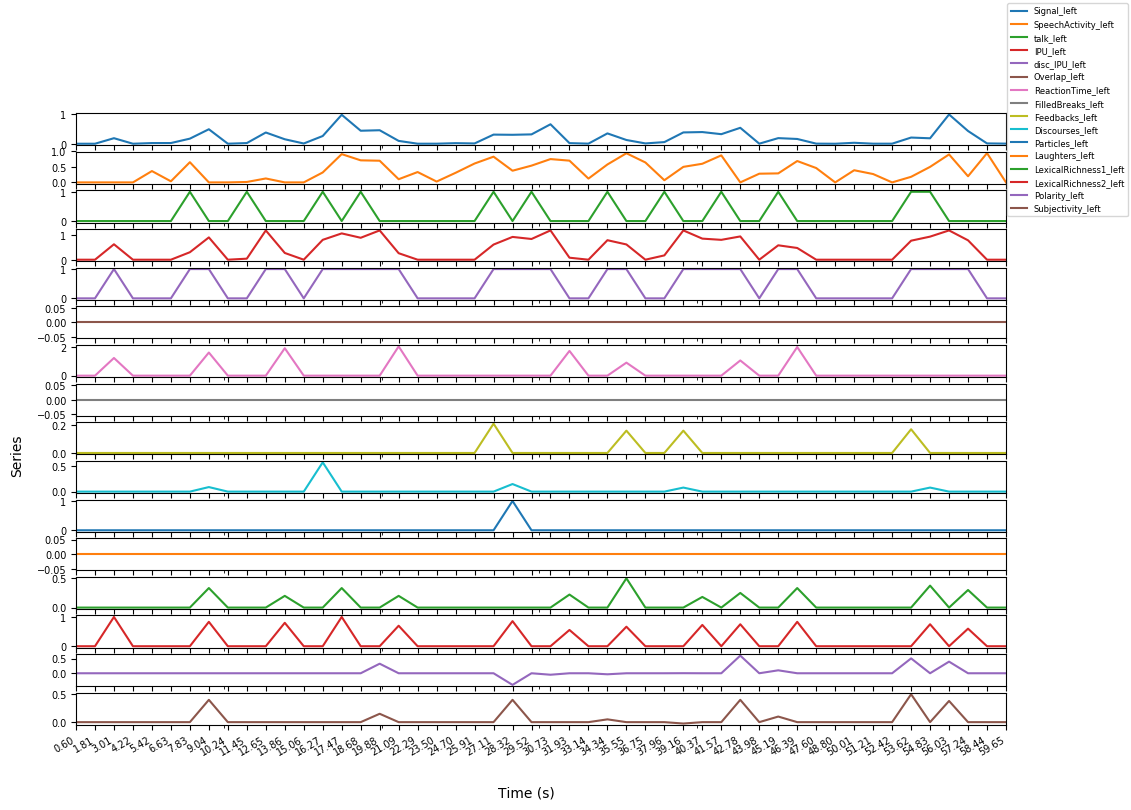 Signal_left
SpeechActivity_left
talk_left
IPU_left
disc_IPU_left
Overlap_left
ReactionTime_left
FilledBreaks_left
Feedbacks_left
Discourses_left
Particles_left
Laughters_left
LexicalRichness1_left
LexicalRichness2_left
Polarity_left
Subjectivity_left
1
0
1.0
0.5
0.0
1
0
1
0
1
0
0.05
0.00
−0.05
2
0
0.05
0.00
−0.05
0.2
0.0
0.5
0.0
1
0
0.05
0.00
−0.05
0.5
0.0
1
0
0.5
0.0
0.5
0.0
Series
0.60 1.81 3.01 4.22 5.42 6.63 7.83 9.04 10.24 11.45 12.65 13.86 15.06 16.27 17.47 18.68 19.88 21.09 22.29 23.50 24.70 25.91 27.11 28.32 29.52 30.73 31.93 33.14 34.34 35.55 36.75 37.96 39.16 40.37 41.57 42.78 43.98 45.19 46.39 47.60 48.80 50.01 51.21 52.42 53.62 54.83 56.03 57.24 58.44 59.65
Time (s)